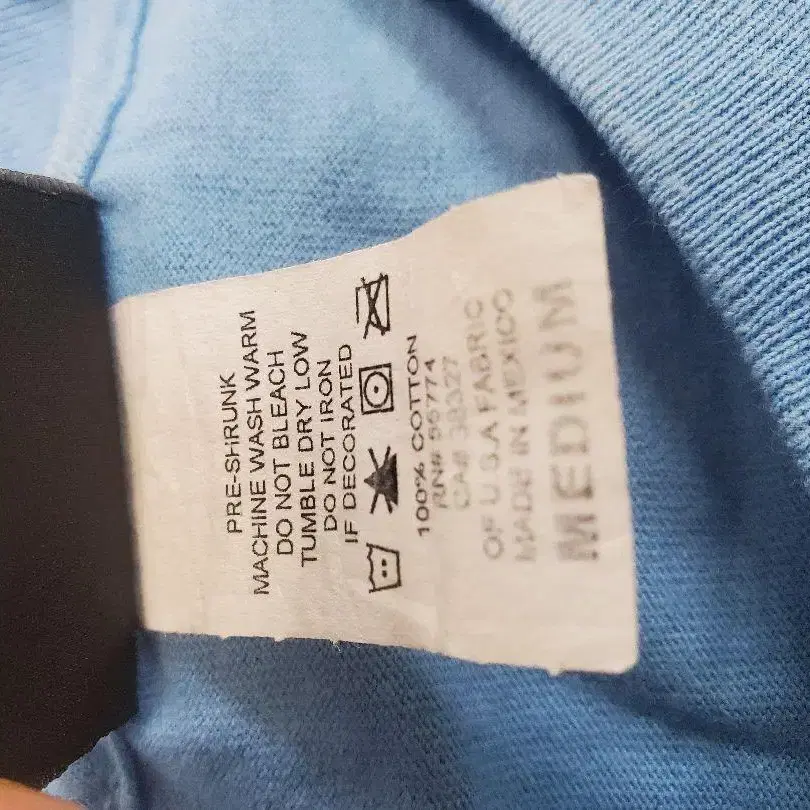 PRE-SHRUNK
MACHINE WASH WARM
DO NOT BLEACH
TUMBLE DRY LOW
DO NOT IRON
IF DECORATED
100% COTTON
RN# 56774
CA# 38327
OF U.S.A FABRIC
MADE IN MEXICO
MEDIUM